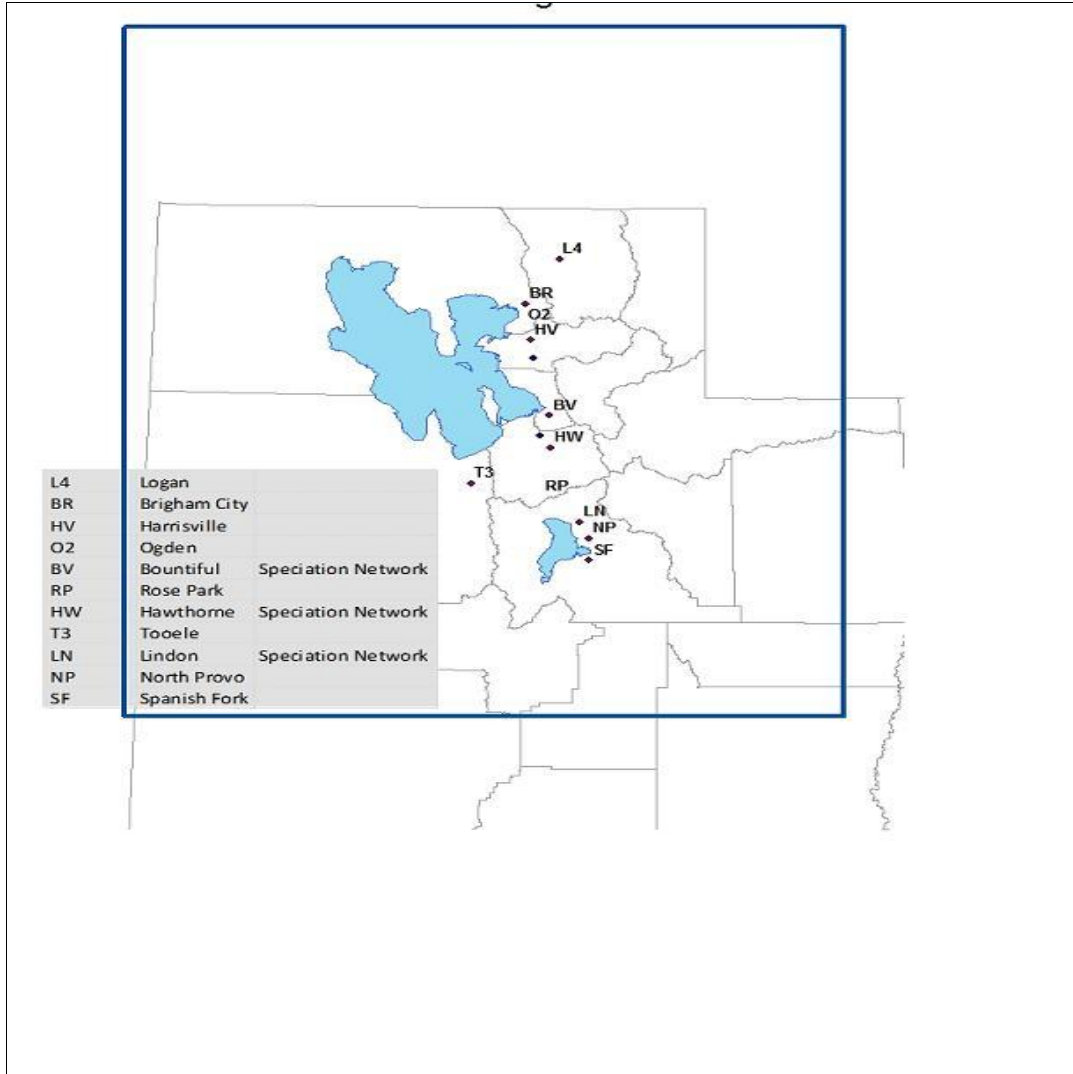 L4
BR
O2
HV
BV
HW
T3
RP
LN
NP
SF
L4 Logan
BR Brigham City
HV Harrisville
O2 Ogden
BV Bountiful Speciation Network
RP Rose Park
HW Hawthorne Speciation Network
T3 Tooele
LN Lindon Speciation Network
NP North Provo
SF Spanish Fork